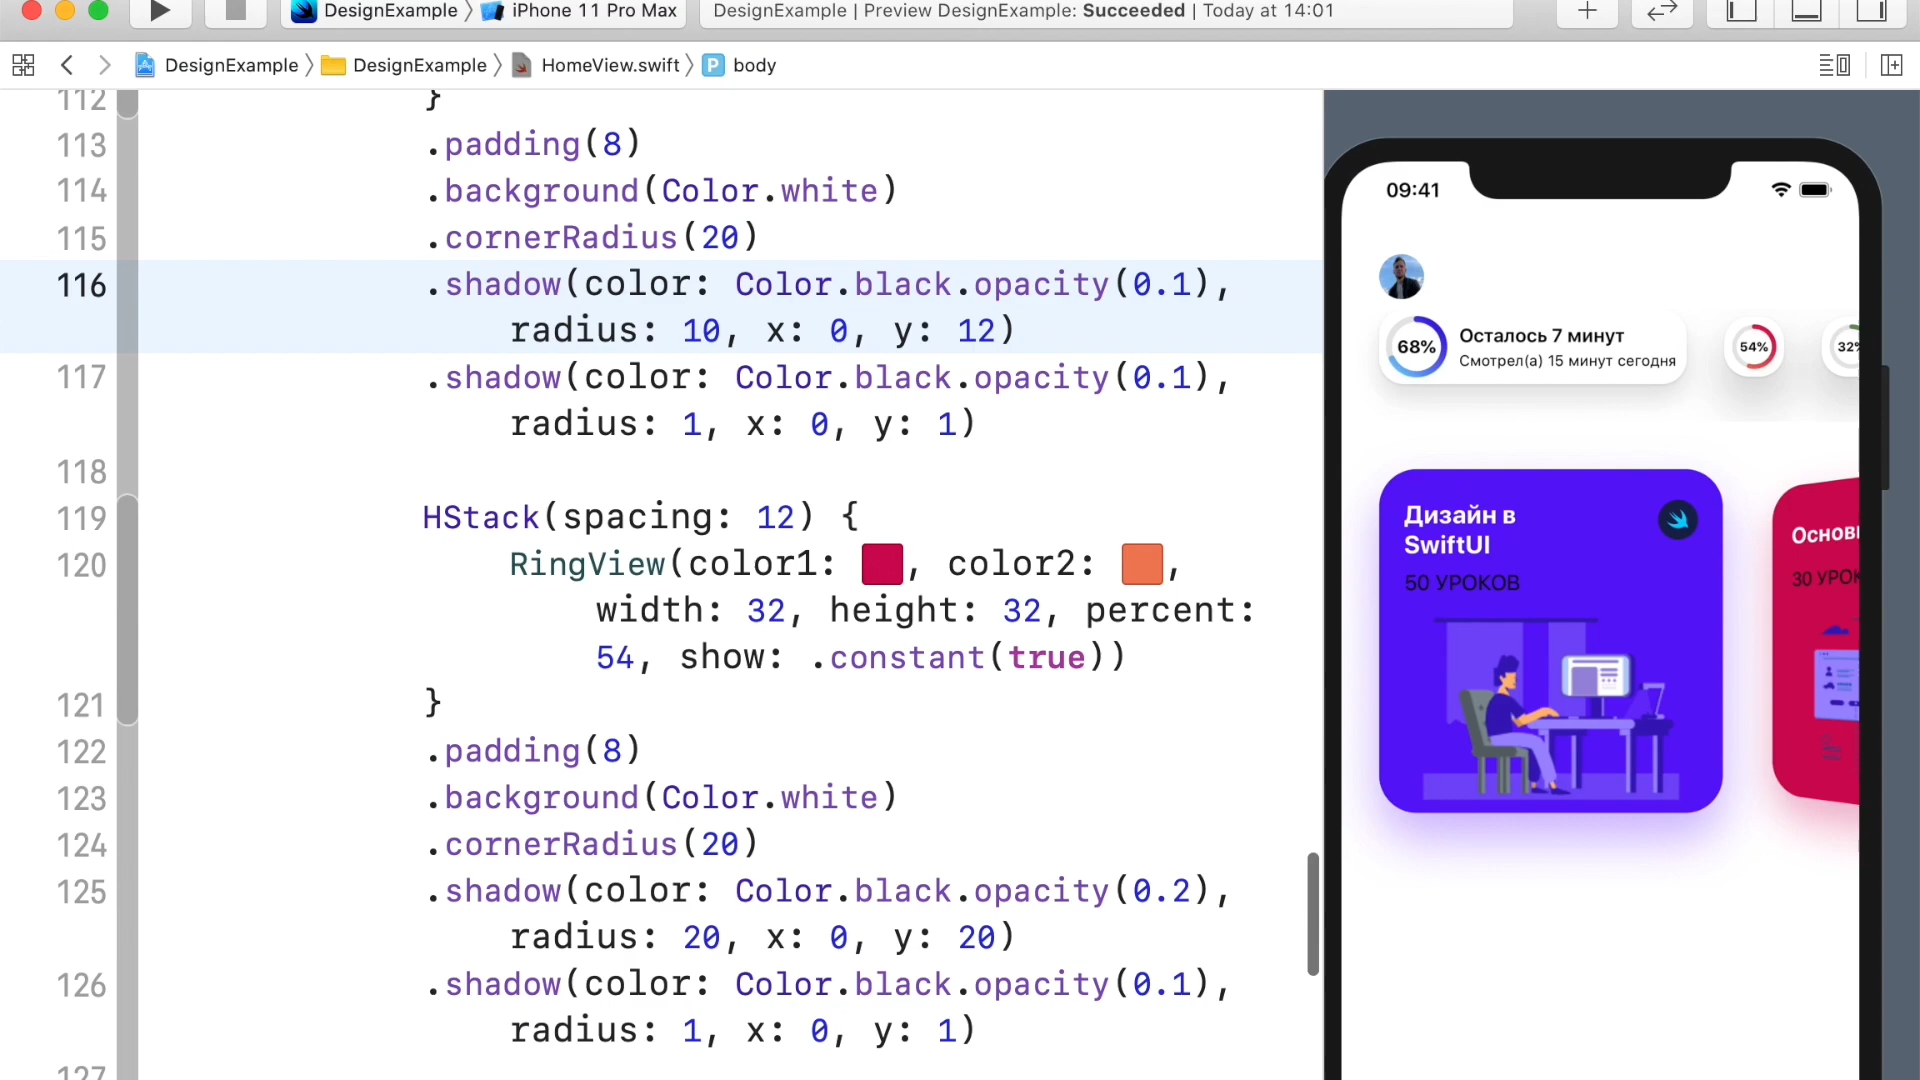 DesignExample 〉 iPhone 11 Pro Max
DesignExample | Preview DesignExample: Succeeded | Today at 14:01
DesignExample 〉 DesignExample 〉 HomeView.swift 〉 P body
112 }
113 .padding(8)
114 .background(Color.white)
115 .cornerRadius(20)
116 .shadow(color: Color.black.opacity(0.1),
radius: 10, x: 0, y: 12)
117 .shadow(color: Color.black.opacity(0.1),
radius: 1, x: 0, y: 1)
118
119 HStack(spacing: 12) {
120 RingView(color1: , color2: ,
width: 32, height: 32, percent:
54, show: .constant(true))
121 }
122 .padding(8)
123 .background(Color.white)
124 .cornerRadius(20)
125 .shadow(color: Color.black.opacity(0.2),
radius: 20, x: 0, y: 20)
126 .shadow(color: Color.black.opacity(0.1),
radius: 1, x: 0, y: 1)
127
09:41
68%
Осталось 7 минут
Смотрел(а) 15 минут сегодня
54%
32%
Дизайн в
SwiftUI
50 УРОКОВ
Основ
30 УРОК